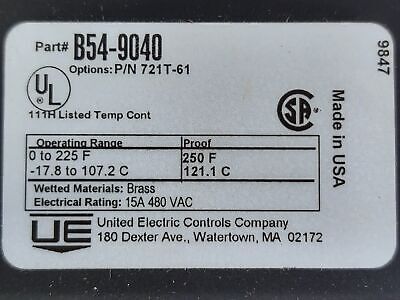 Part# B54-9040
Options: P/N 721T-61
UL
111H Listed Temp Cont
SA
9847
Made in USA
Operating Range Proof
0 to 225 F 250 F
-17.8 to 107.2 C 121.1 C
Wetted Materials: Brass
Electrical Rating: 15A 480 VAC
UE United Electric Controls Company
180 Dexter Ave., Watertown, MA 02172